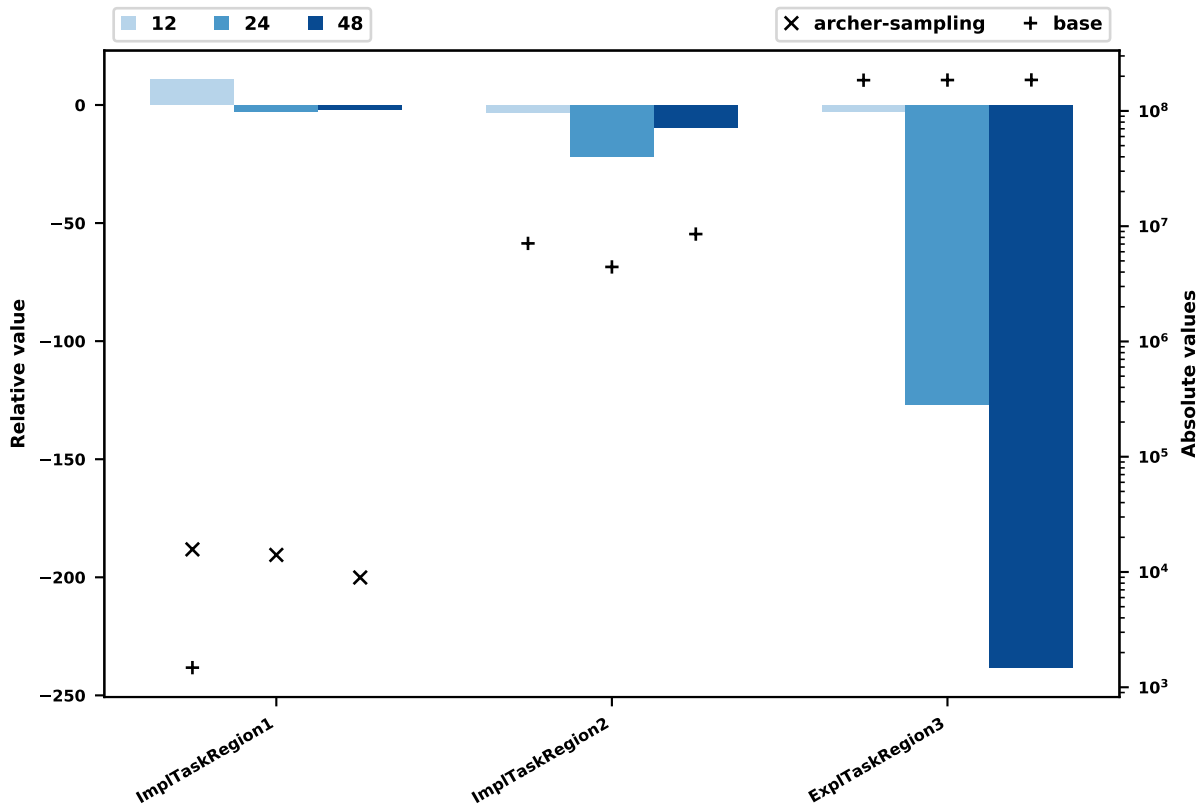 12 24 48
archer-sampling base
0
−50
−100
−150
−200
−250
Relative value
10⁸
10⁷
10⁶
10⁵
10⁴
10³
Absolute values
ImplTaskRegion1
ImplTaskRegion2
ExplTaskRegion3